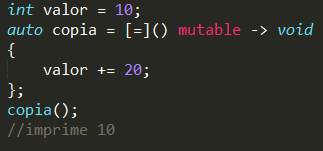 int valor = 10;
auto copia = [=]() mutable -> void
{
    valor += 20;
};
copia();
//imprime 10